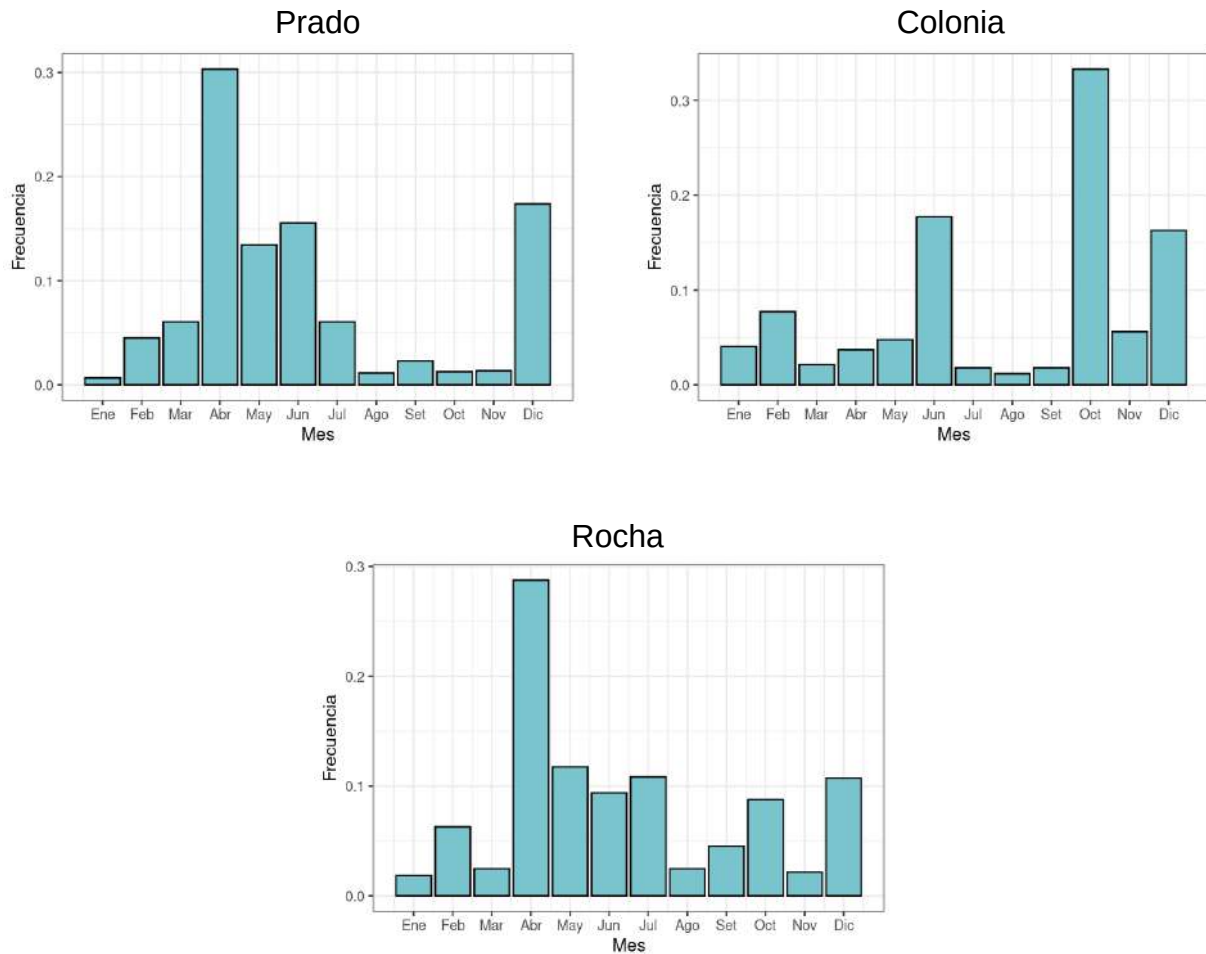 Prado
Frecuencia
0.3
0.2
0.1
0.0
Ene Feb Mar Abr May Jun Jul Ago Set Oct Nov Dic
Mes
Colonia
Frecuencia
0.3
0.2
0.1
0.0
Ene Feb Mar Abr May Jun Jul Ago Set Oct Nov Dic
Mes
Rocha
Frecuencia
0.3
0.2
0.1
0.0
Ene Feb Mar Abr May Jun Jul Ago Set Oct Nov Dic
Mes